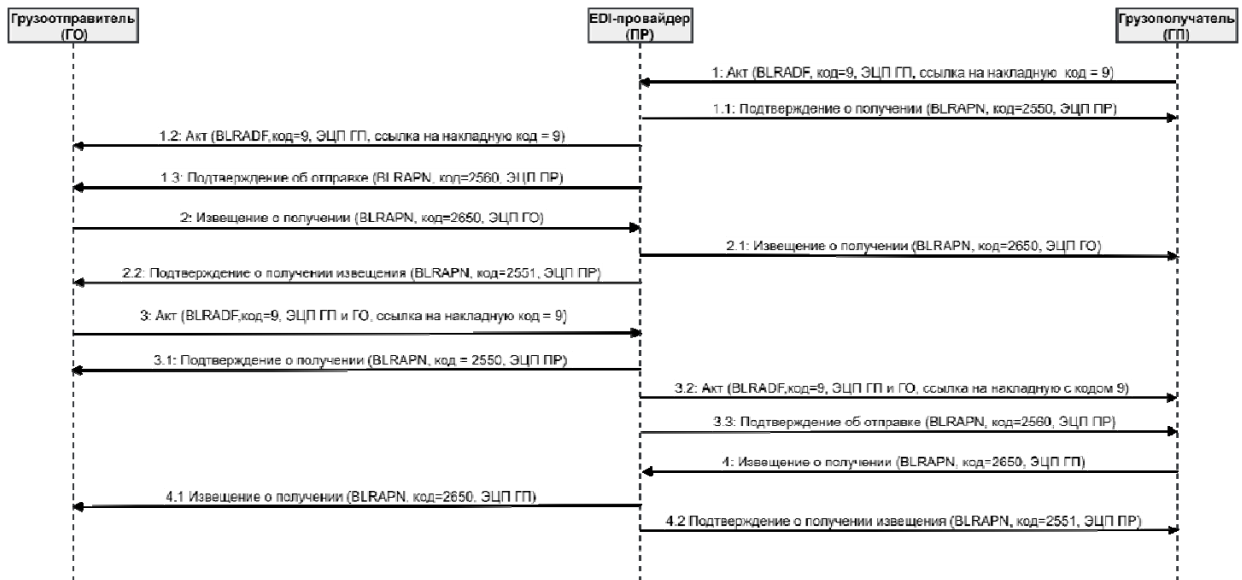 Грузоотправитель
(ГО)
EDI-провайдер
(ПР)
Грузополучатель
(ГП)
1: Акт (BLRADF, код=9, ЭЦП ГП, ссылка на накладную код = 9)
1.1: Подтверждение о получении (BLRAPN, код=2550, ЭЦП ПР)
1.2: Акт (BLRADF,код=9, ЭЦП ГП, ссылка на накладную код = 9)
1.3: Подтверждение об отправке (BLRAPN, код=2560, ЭЦП ПР)
2: Извещение о получении (BLRAPN, код=2650, ЭЦП ГО)
2.1: Извещение о получении (BLRAPN, код=2650, ЭЦП ГО)
2.2: Подтверждение о получении извещения (BLRAPN, код=2551, ЭЦП ПР)
3: Акт (BLRADF,код=9, ЭЦП ГП и ГО, ссылка на накладную код = 9)
3.1: Подтверждение о получении (BLRAPN, код = 2550, ЭЦП ПР)
3.2: Акт (BLRADF,код=9, ЭЦП ГП и ГО, ссылка на накладную с кодом 9)
3.3: Подтверждение об отправке (BLRAPN, код=2560, ЭЦП ПР)
4: Извещение о получении (BLRAPN, код=2650, ЭЦП ГП)
4.1 Извещение о получении (BLRAPN, код=2650, ЭЦП ГП)
4.2 Подтверждение о получении извещения (BLRAPN, код=2551, ЭЦП ПР)